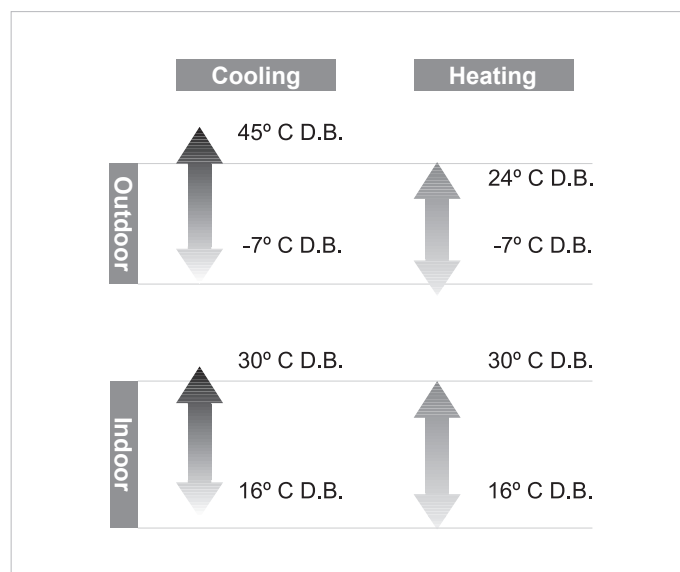 Cooling
Heating
45º C D.B.
24º C D.B.
Outdoor
-7º C D.B.
-7º C D.B.
30º C D.B.
30º C D.B.
Indoor
16º C D.B.
16º C D.B.